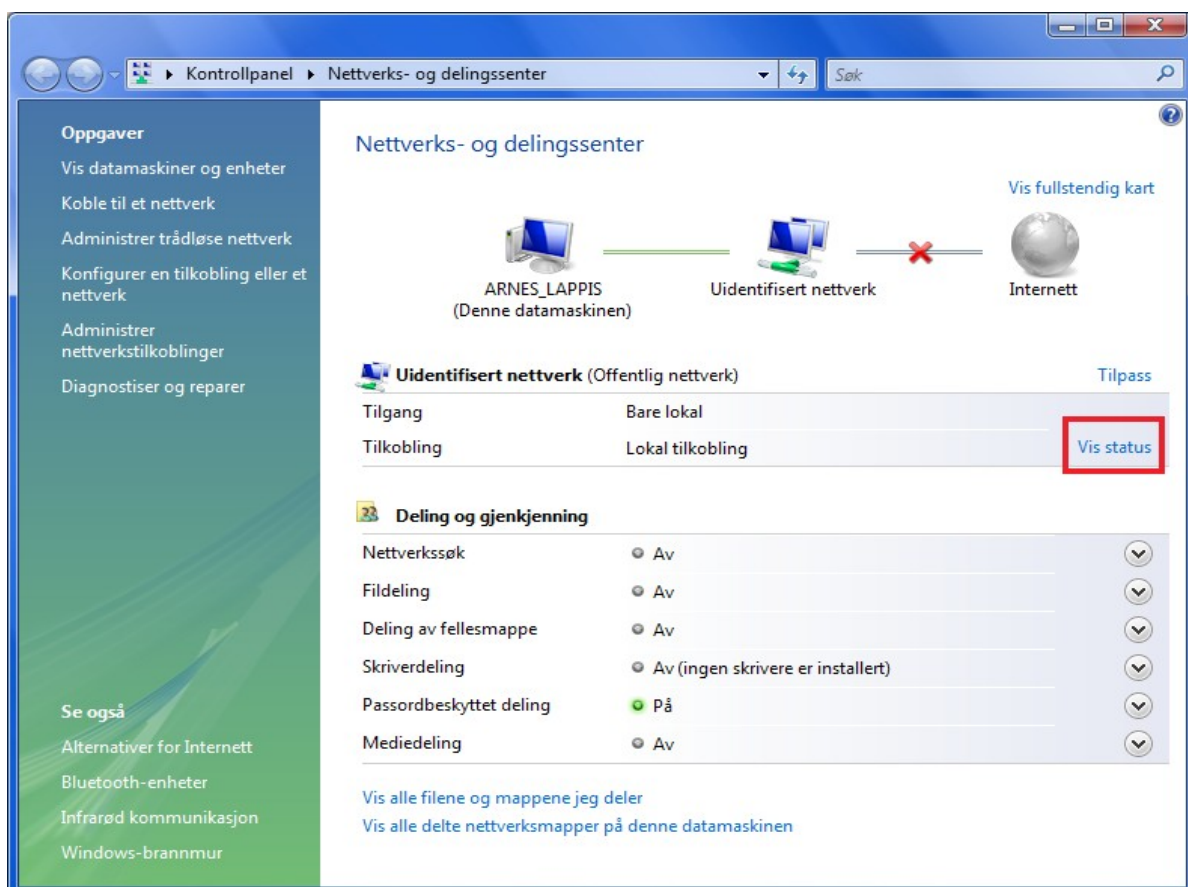 Kontrollpanel
Nettverks- og delingssenter
Søk
Oppgaver
Vis datamaskiner og enheter
Koble til et nettverk
Administrer trådløse nettverk
Konfigurer en tilkobling eller et
nettverk
Administrer
nettverkstilkoblinger
Diagnostiser og reparer
Se også
Alternativer for Internett
Bluetooth-enheter
Infrarød kommunikasjon
Windows-brannmur
Nettverks- og delingssenter
Vis fullstendig kart
ARNES_LAPPIS
(Denne datamaskinen)
Uidentifisert nettverk
Internett
Uidentifisert nettverk (Offentlig nettverk)
Tilpass
Tilgang Bare lokal
Tilkobling Lokal tilkobling Vis status
Deling og gjenkjenning
Nettverkssøk Av
Fildeling Av
Deling av fellesmappe Av
Skriverdeling Av (ingen skrivere er installert)
Passordbeskyttet deling På
Mediedeling Av
Vis alle filene og mappene jeg deler
Vis alle delte nettverksmapper på denne datamaskinen